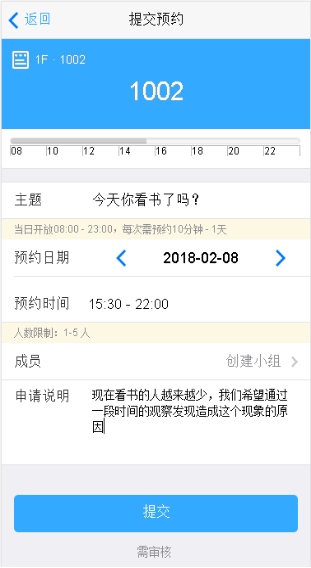 返回
提交预约
1F · 1002
1002
08 10 12 14 16 18 20 22
主题 今天你看书了吗？
当日开放08:00 - 23:00，每次需预约10分钟 - 1天
预约日期 2018-02-08
预约时间 15:30 - 22:00
人数限制：1-5 人
成员 创建小组
申请说明 现在看书的人越来越少，我们希望通过
一段时间的观察发现造成这个现象的原
因
提交
需审核